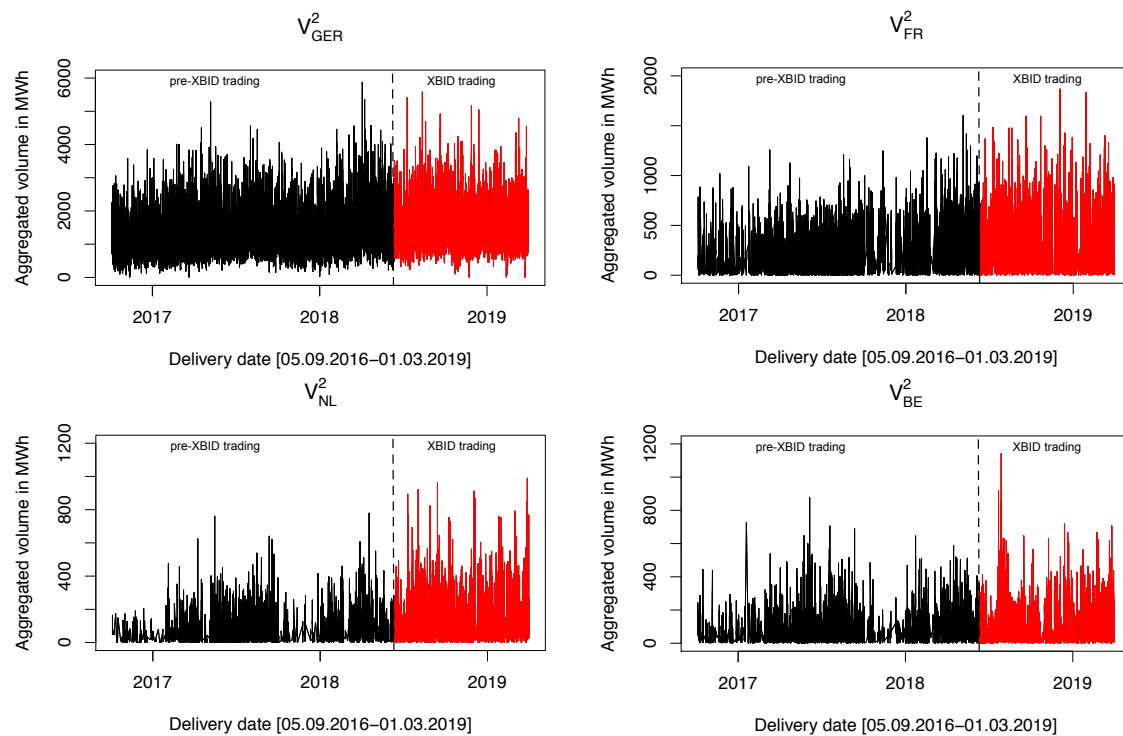 V²_GER
Aggregated volume in MWh
0 2000 4000 6000
pre-XBID trading XBID trading
2017 2018 2019
Delivery date [05.09.2016−01.03.2019]
V²_FR
Aggregated volume in MWh
0 500 1000 2000
pre-XBID trading XBID trading
2017 2018 2019
Delivery date [05.09.2016−01.03.2019]
V²_NL
Aggregated volume in MWh
0 400 800 1200
pre-XBID trading XBID trading
2017 2018 2019
Delivery date [05.09.2016−01.03.2019]
V²_BE
Aggregated volume in MWh
0 400 800 1200
pre-XBID trading XBID trading
2017 2018 2019
Delivery date [05.09.2016−01.03.2019]